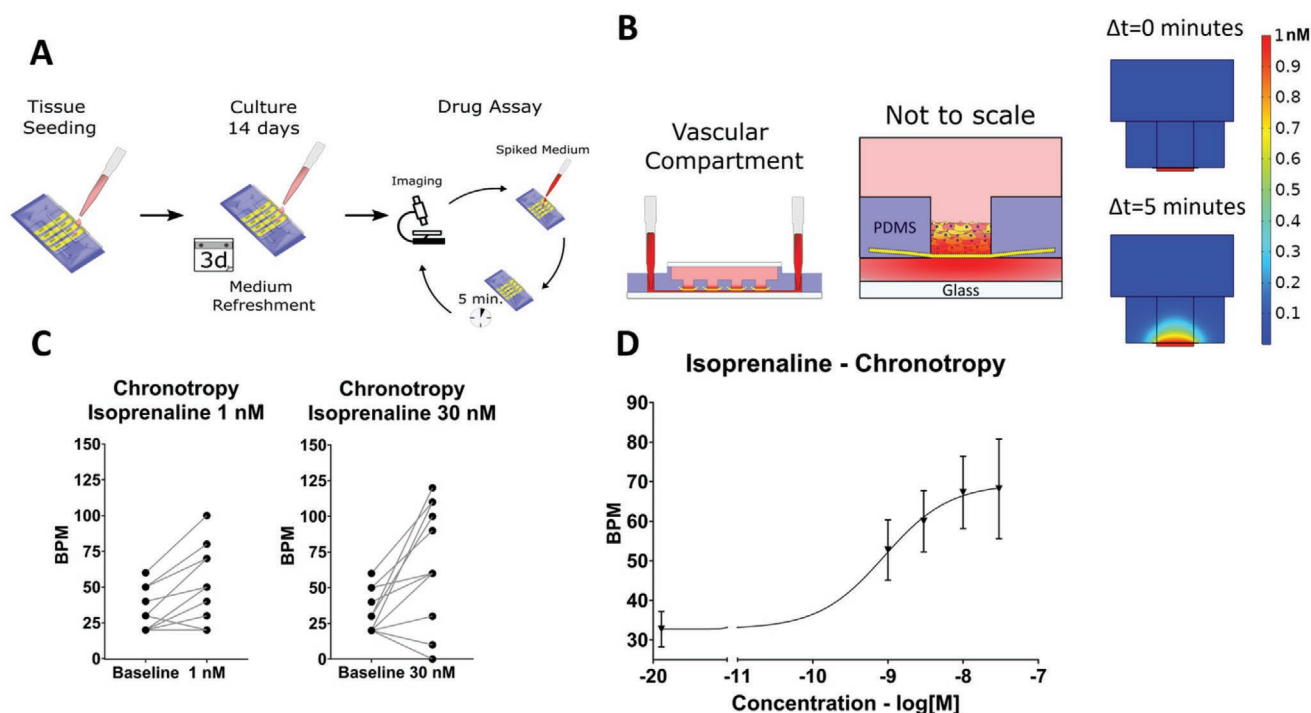 A
Tissue
Seeding
Culture
14 days
3d
Medium
Refreshment
Drug Assay
Imaging
Spiked Medium
5 min.
B
Vascular
Compartment
Not to scale
PDMS
Glass
Δt=0 minutes
Δt=5 minutes
1 nM
0.9
0.8
0.7
0.6
0.5
0.4
0.3
0.2
0.1
C
Chronotropy
Isoprenaline 1 nM
BPM
150
125
100
75
50
25
0
Baseline 1 nM
Chronotropy
Isoprenaline 30 nM
BPM
150
125
100
75
50
25
0
Baseline 30 nM
D
Isoprenaline - Chronotropy
BPM
90
80
70
60
50
40
30
-20 -11 -10 -9 -8 -7
Concentration - log[M]